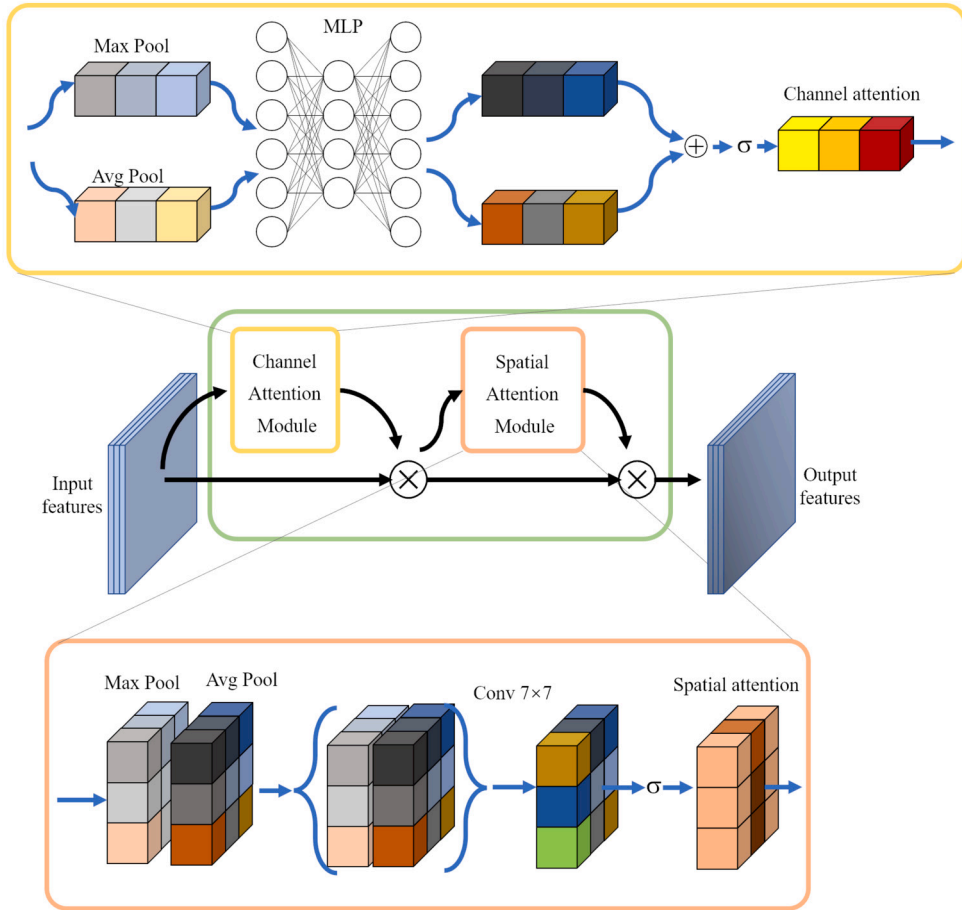 MLP
Max Pool
Avg Pool
+
σ
Channel attention
Channel
Attention
Module
Spatial
Attention
Module
Input
features
×
×
Output
features
Max Pool
Avg Pool
Conv 7×7
σ
Spatial attention